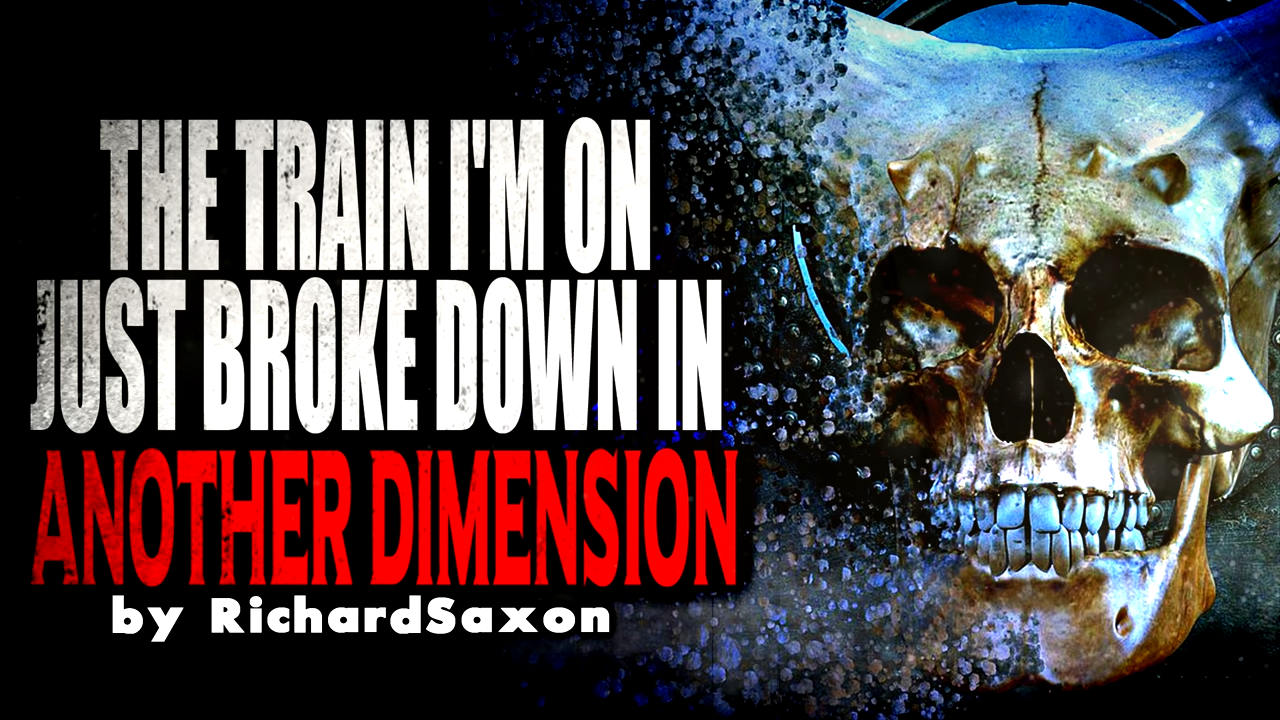 THE TRAIN I'M ON
JUST BROKE DOWN IN
ANOTHER DIMENSION
by RichardSaxon